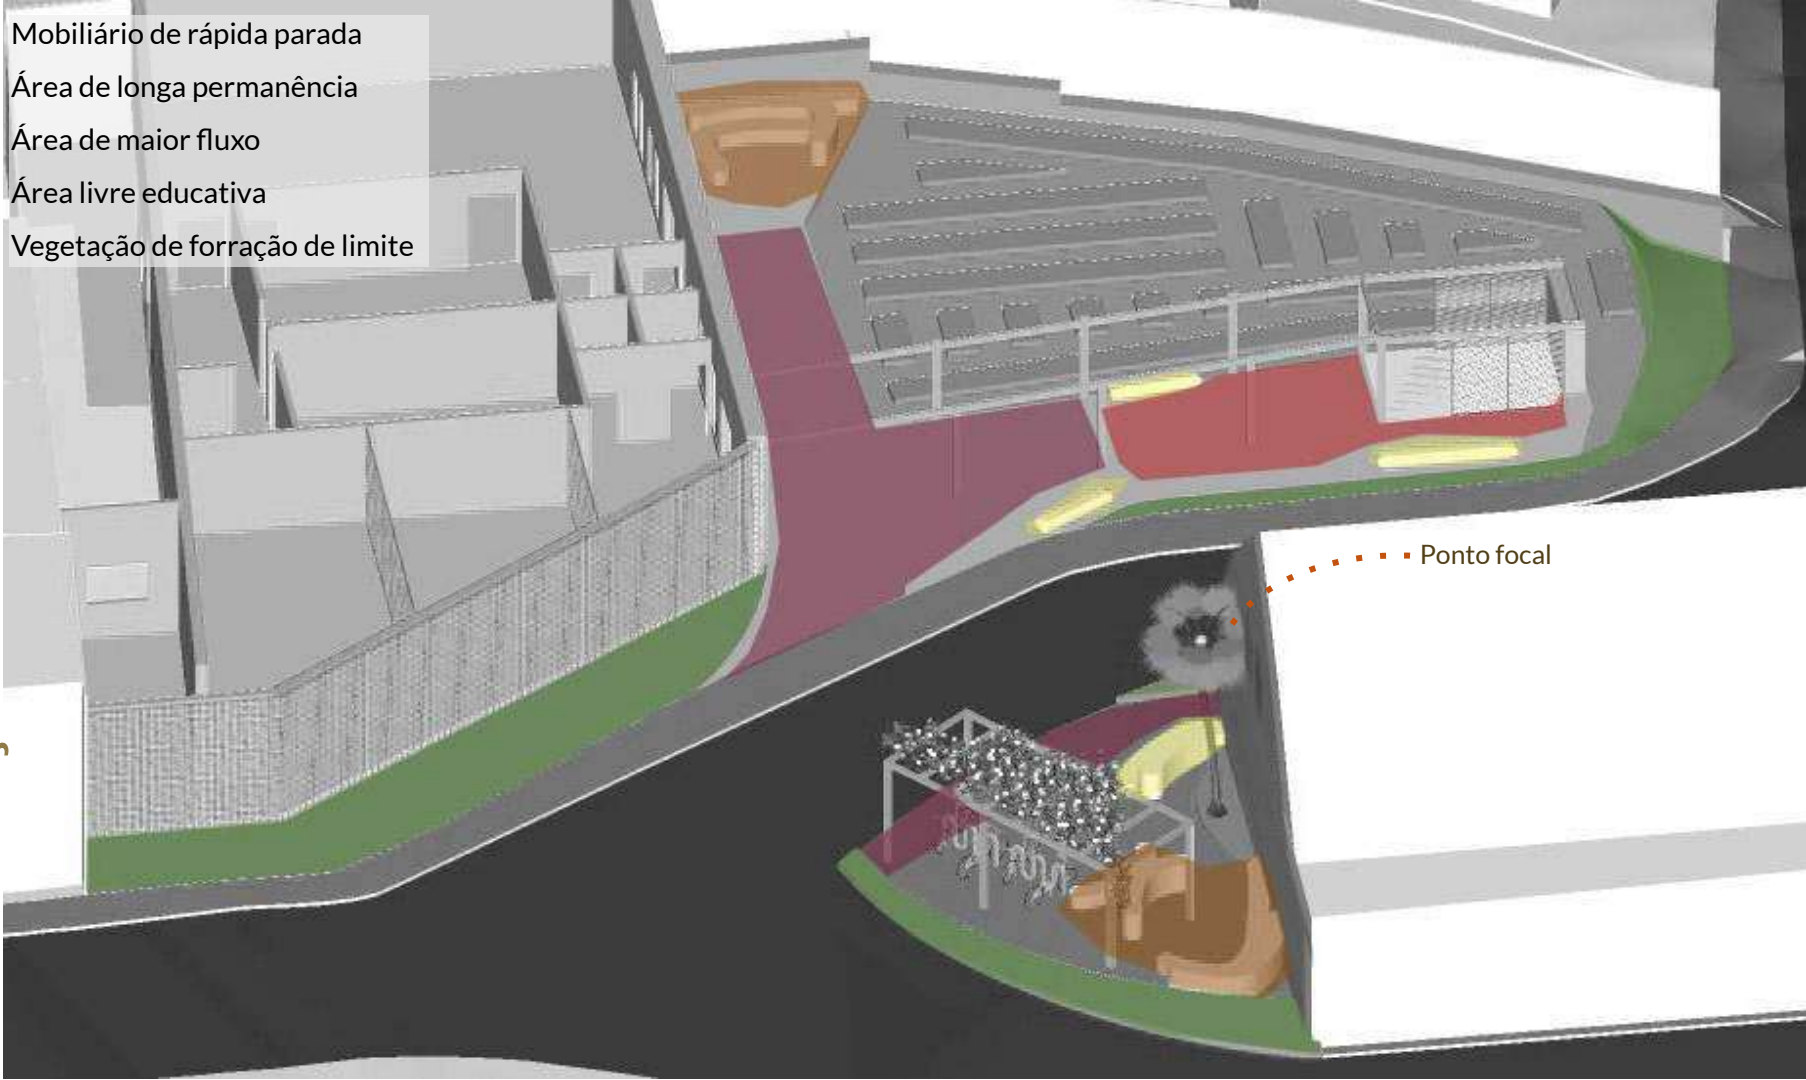 Mobiliário de rápida parada
Área de longa permanência
Área de maior fluxo
Área livre educativa
Vegetação de forração de limite
Ponto focal